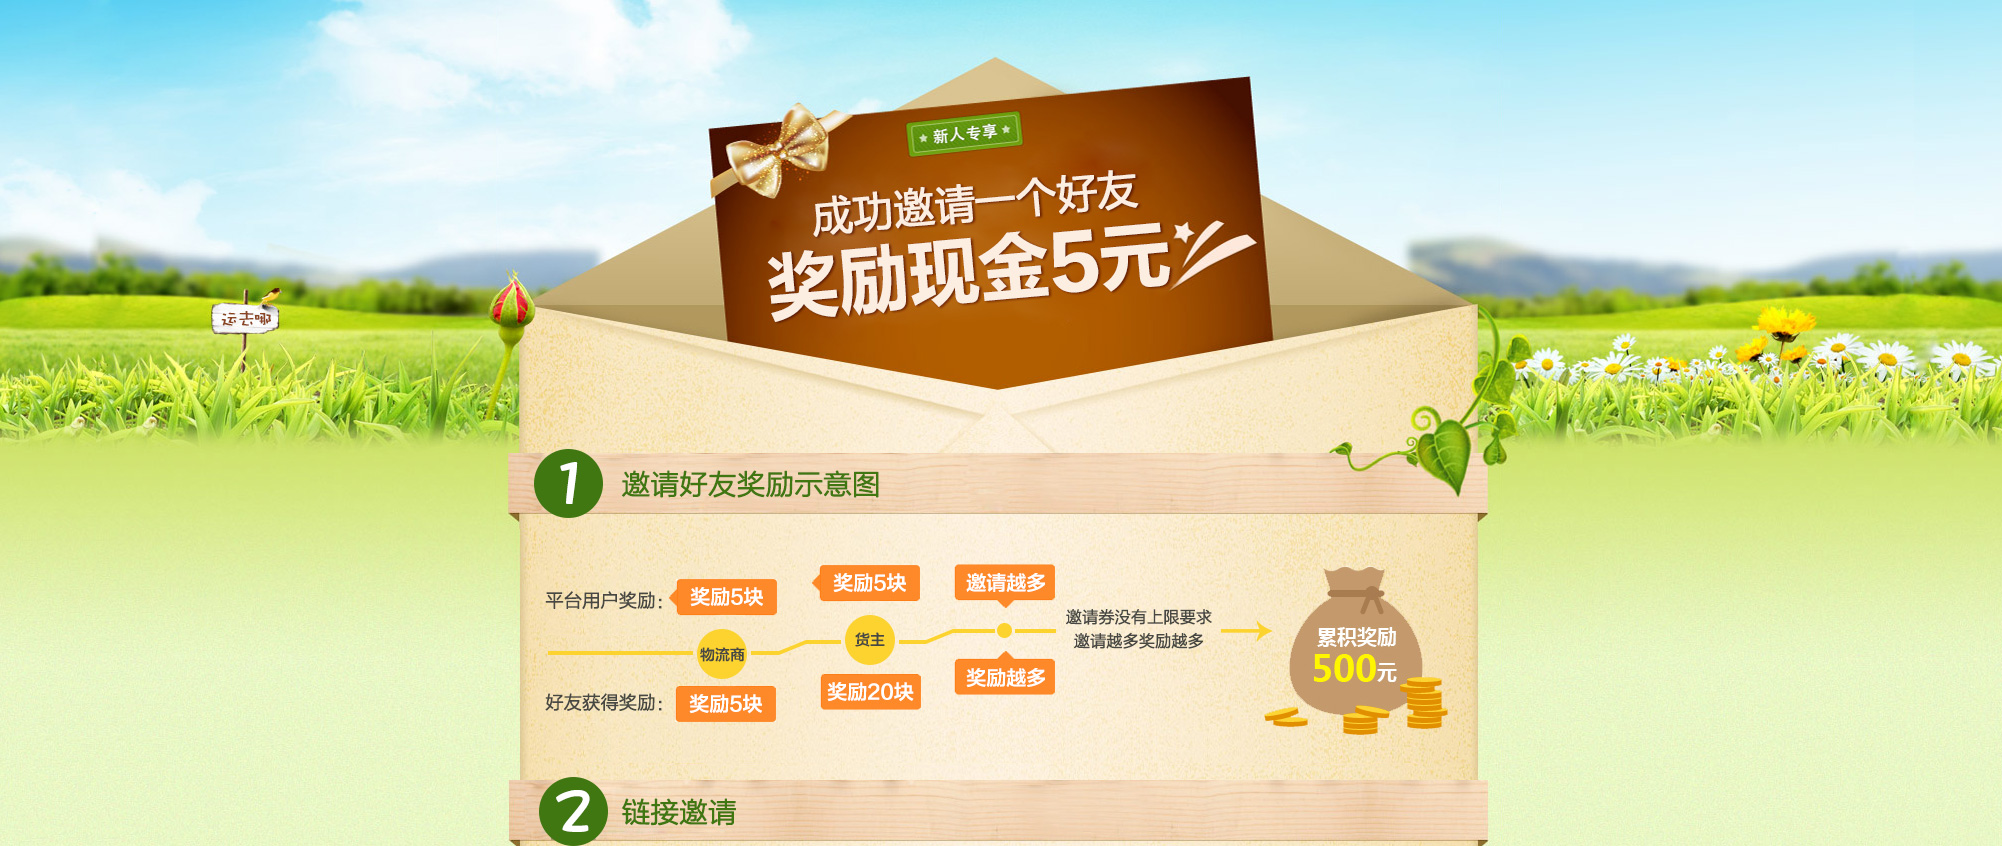 新人专享
成功邀请一个好友
奖励现金5元
运去哪
1 邀请好友奖励示意图
平台用户奖励：
奖励5块
奖励5块
邀请越多
物流商
货主
邀请券没有上限要求
邀请越多奖励越多
好友获得奖励：
奖励5块
奖励20块
奖励越多
累积奖励
500元
2 链接邀请